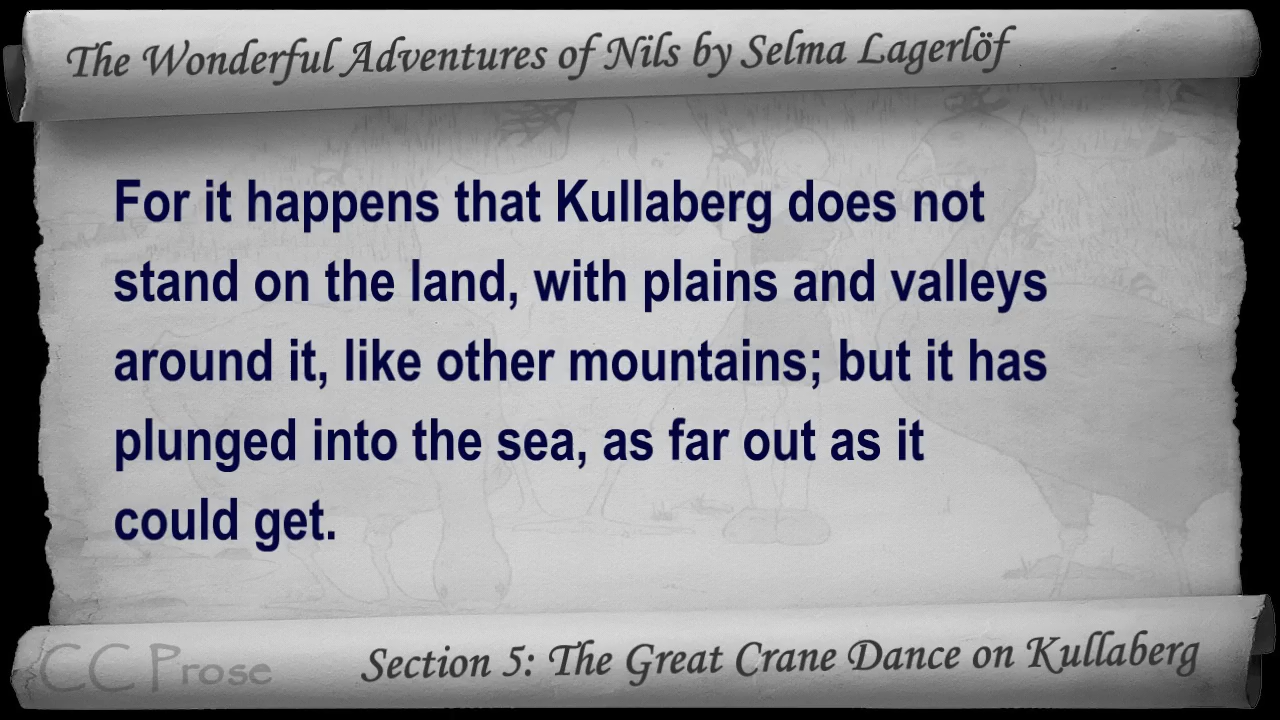 The Wonderful Adventures of Nils by Selma Lagerlöf
For it happens that Kullaberg does not
stand on the land, with plains and valleys
around it, like other mountains; but it has
plunged into the sea, as far out as it
could get.
CC Prose
Section 5: The Great Crane Dance on Kullaberg